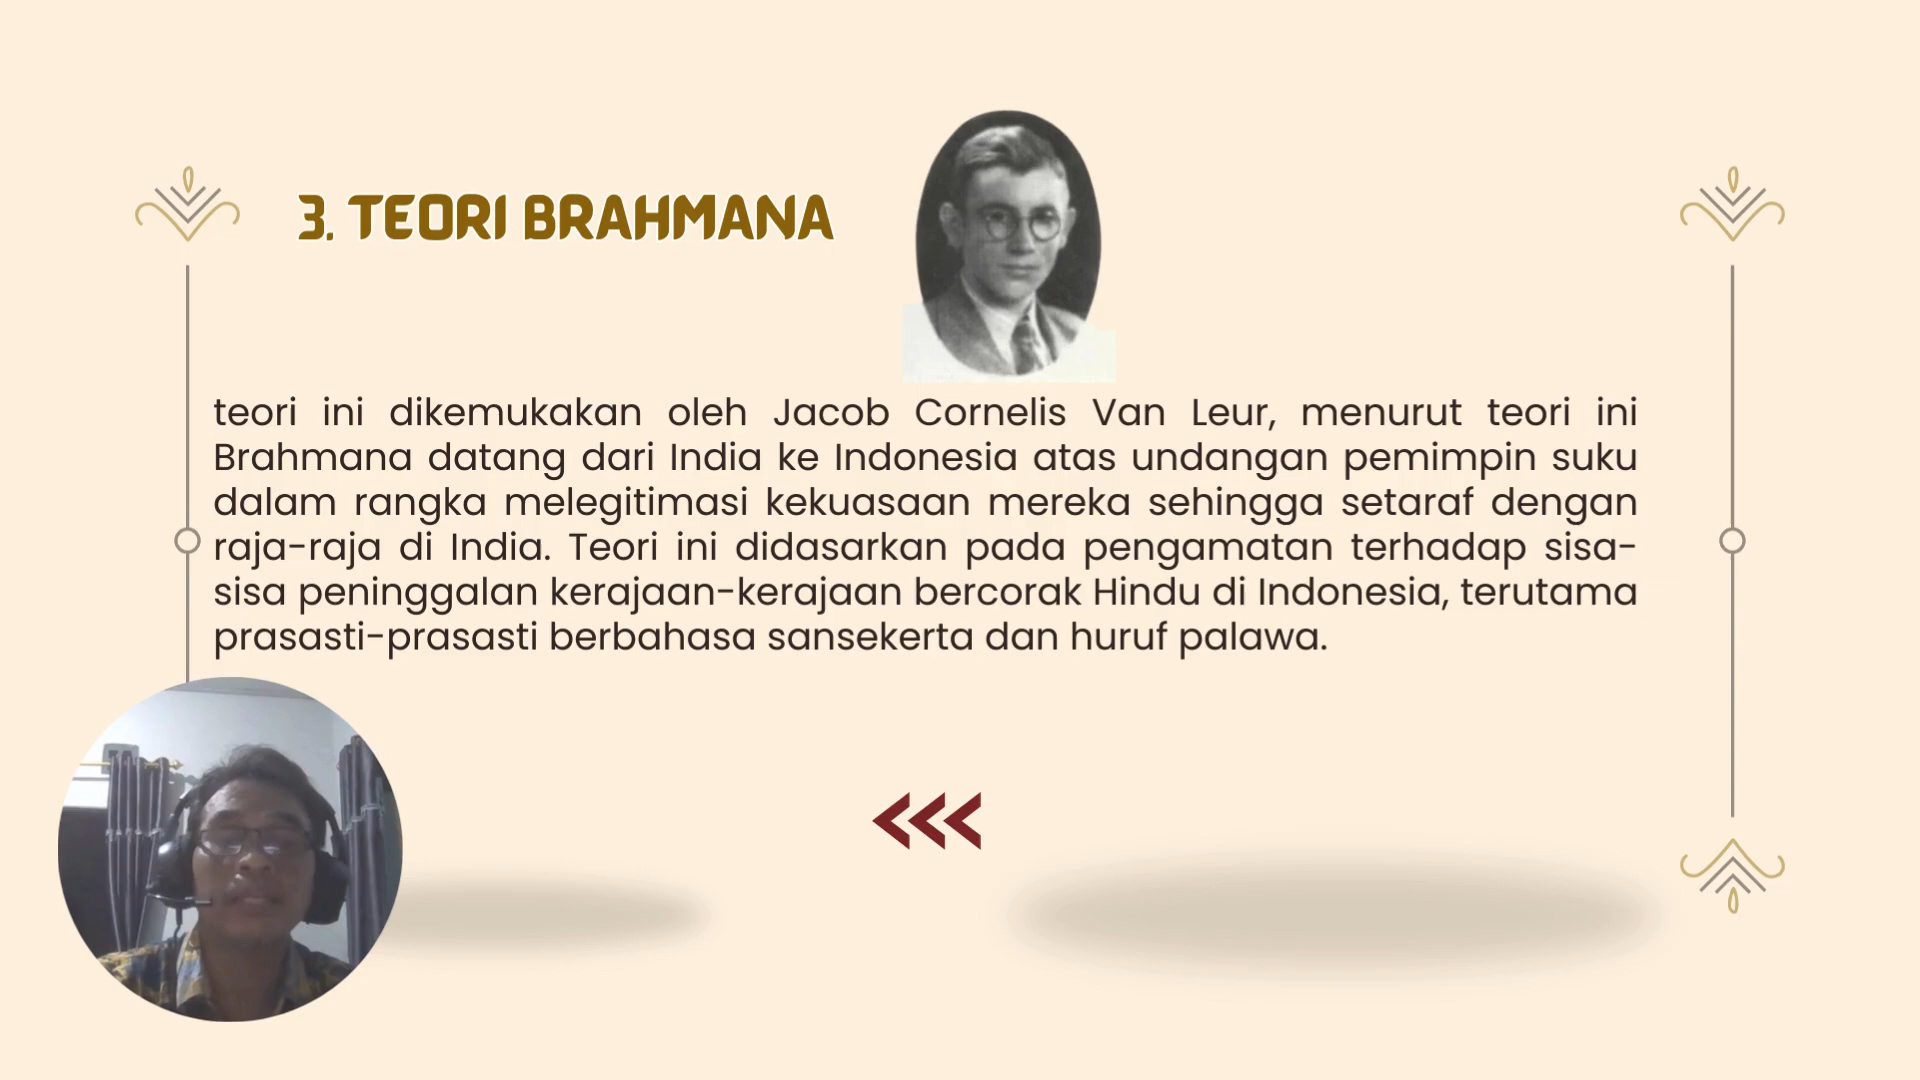 3. TEORI BRAHMANA
teori ini dikemukakan oleh Jacob Cornelis Van Leur, menurut teori ini
Brahmana datang dari India ke Indonesia atas undangan pemimpin suku
dalam rangka melegitimasi kekuasaan mereka sehingga setaraf dengan
raja-raja di India. Teori ini didasarkan pada pengamatan terhadap sisa-
sisa peninggalan kerajaan-kerajaan bercorak Hindu di Indonesia, terutama
prasasti-prasasti berbahasa sansekerta dan huruf palawa.